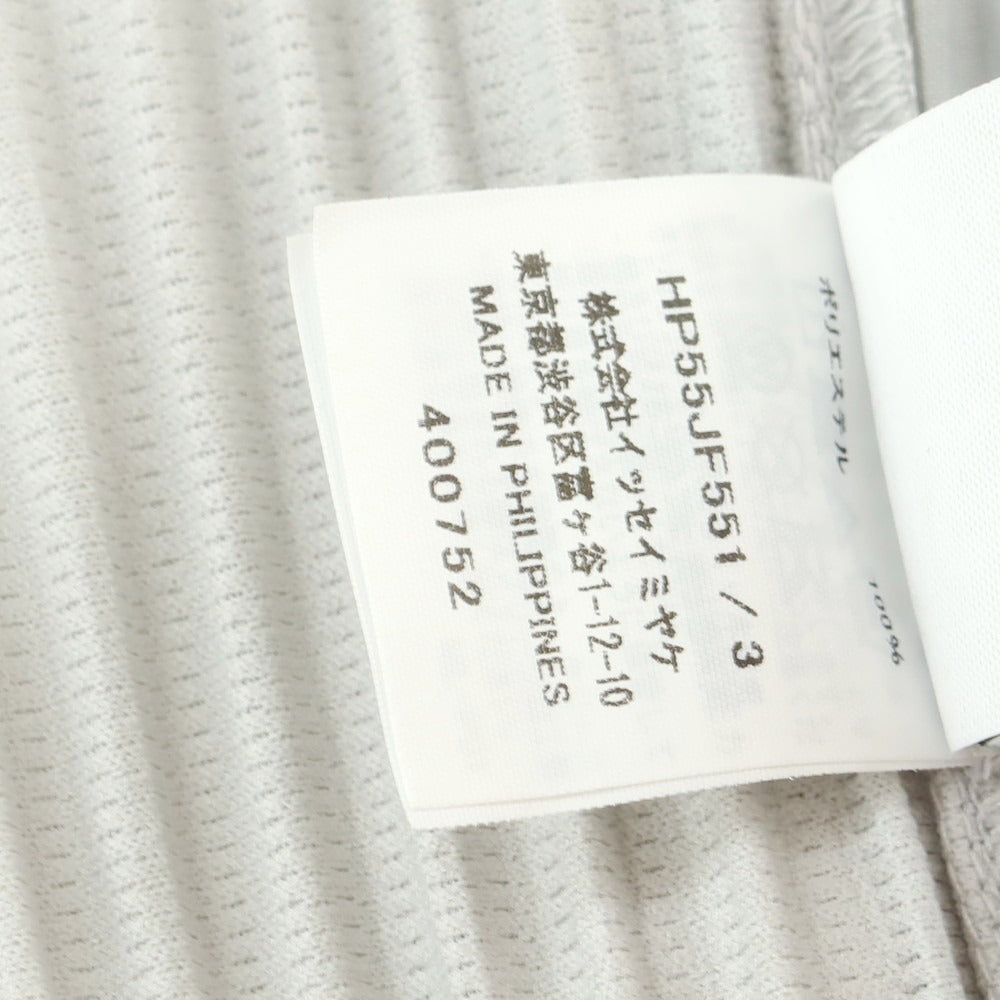 ポリエステル 100%
HP55JF551 / 3
株式会社イッセイミヤケ
東京都渋谷区富ケ谷1-12-10
MADE IN PHILIPPINES
400752